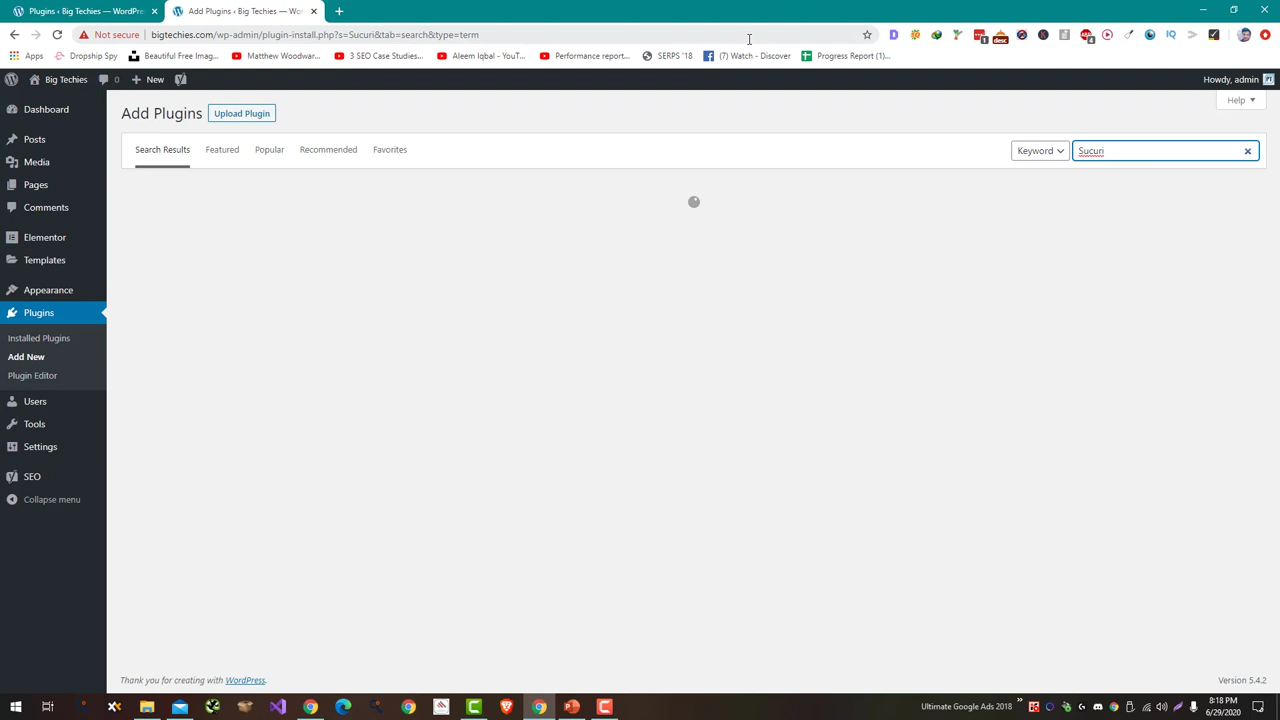 Plugins ‹ Big Techies — WordPre
Add Plugins ‹ Big Techies — Wor
Not secure
bigtechies.com/wp-admin/plugin-install.php?s=Sucuri&tab=search&type=term
Apps
Dropship Spy
Beautiful Free Imag...
Matthew Woodwar...
3 SEO Case Studies...
Aleem Iqbal - YouT...
Performance report...
SERPS '18
(7) Watch - Discover
Progress Report (1)...
Big Techies
0
New
Howdy, admin
Dashboard
Posts
Media
Pages
Comments
Elementor
Templates
Appearance
Plugins
Installed Plugins
Add New
Plugin Editor
Users
Tools
Settings
SEO
Collapse menu
Help
Add Plugins
Upload Plugin
Search Results
Featured
Popular
Recommended
Favorites
Keyword
Sucuri
Thank you for creating with WordPress.
Version 5.4.2
Ultimate Google Ads 2018
8:18 PM
6/29/2020